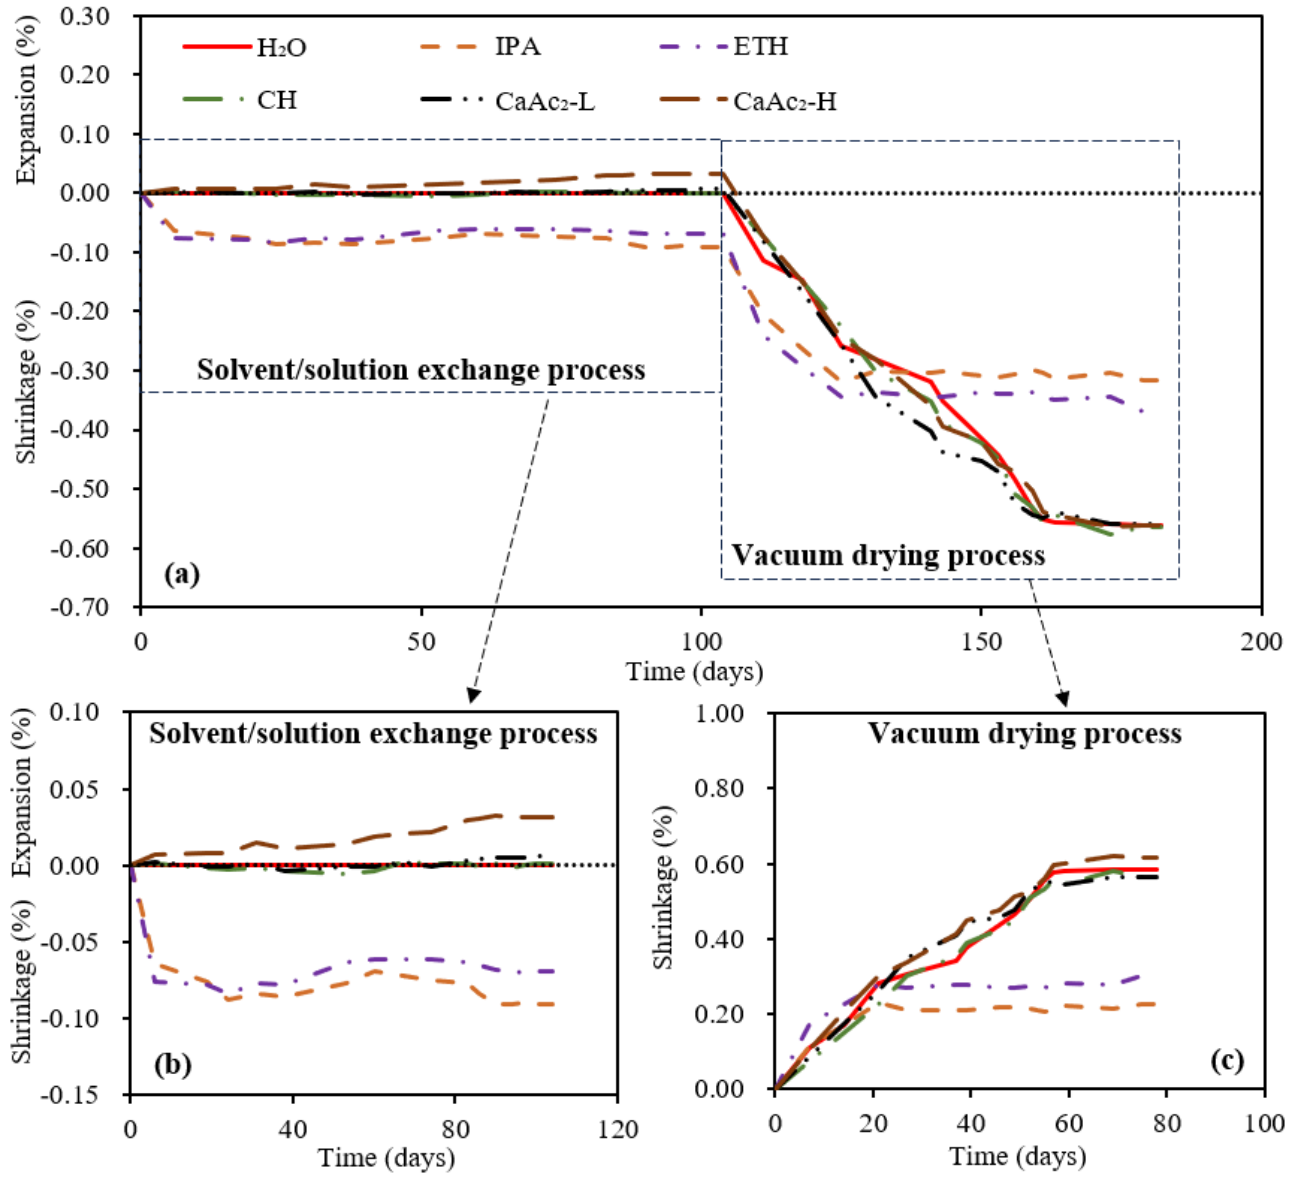 0.30
0.20
0.10
0.00
-0.10
-0.20
-0.30
-0.40
-0.50
-0.60
-0.70
Expansion (%)
Shrinkage (%)
H₂O IPA ETH
CH CaAc₂-L CaAc₂-H
Solvent/solution exchange process
Vacuum drying process
(a)
0 50 100 150 200
Time (days)
0.10
0.05
0.00
-0.05
-0.10
-0.15
Expansion (%)
Shrinkage (%)
Solvent/solution exchange process
(b)
0 40 80 120
Time (days)
1.00
0.80
0.60
0.40
0.20
0.00
Shrinkage (%)
Vacuum drying process
(c)
0 20 40 60 80 100
Time (days)